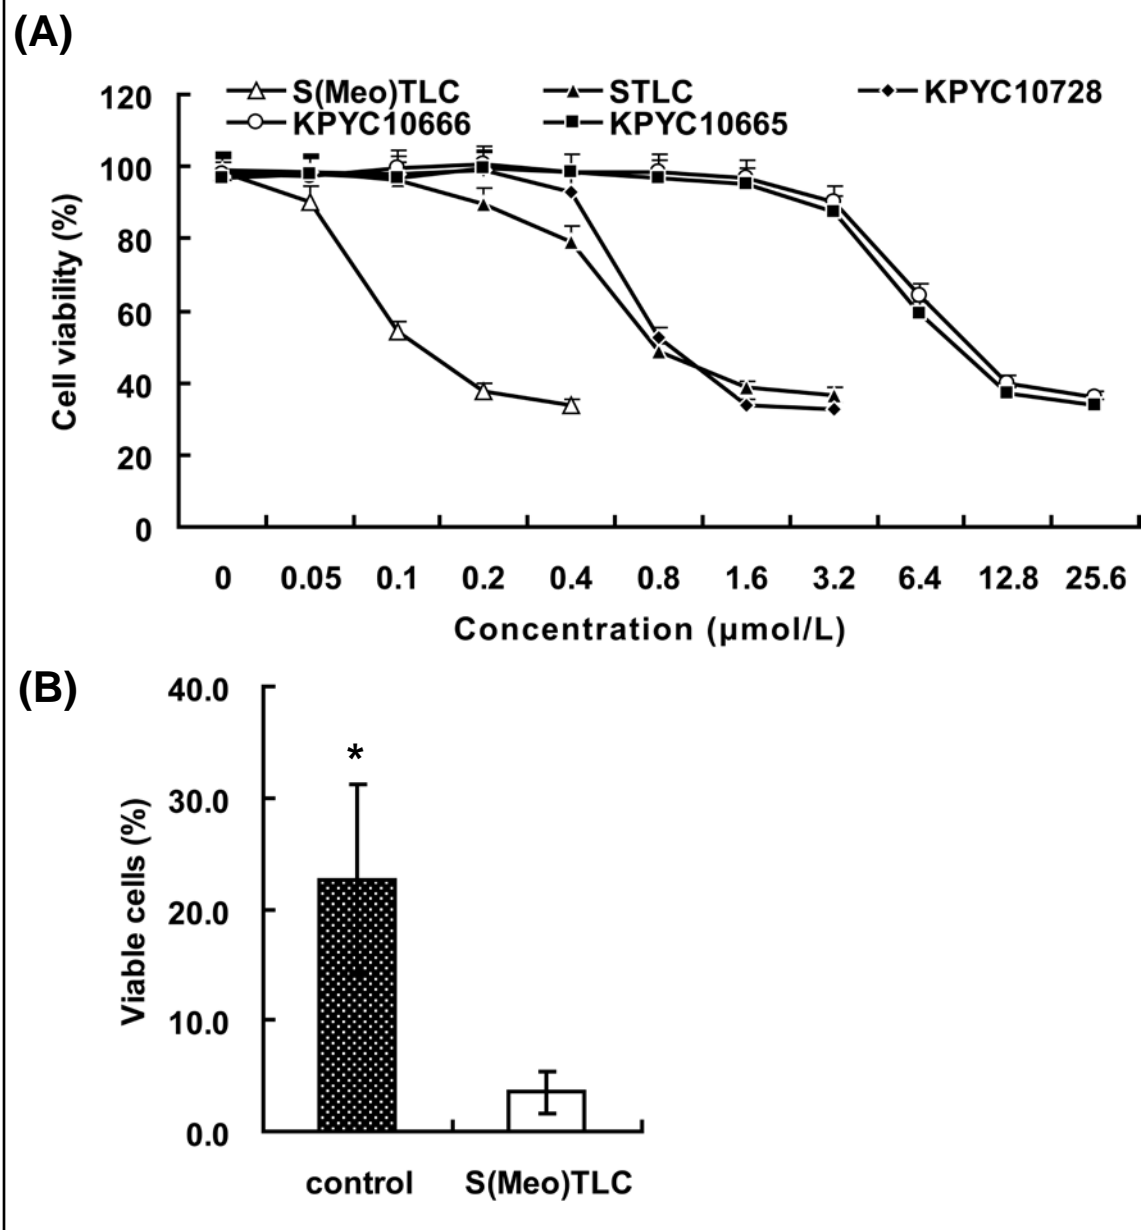 (A)
S(Meo)TLC STLC KPYC10728
KPYC10666 KPYC10665
120
100
80
60
40
20
0
Cell viability (%)
0 0.05 0.1 0.2 0.4 0.8 1.6 3.2 6.4 12.8 25.6
Concentration (μmol/L)
(B)
40.0
30.0
20.0
10.0
0.0
Viable cells (%)
*
control S(Meo)TLC